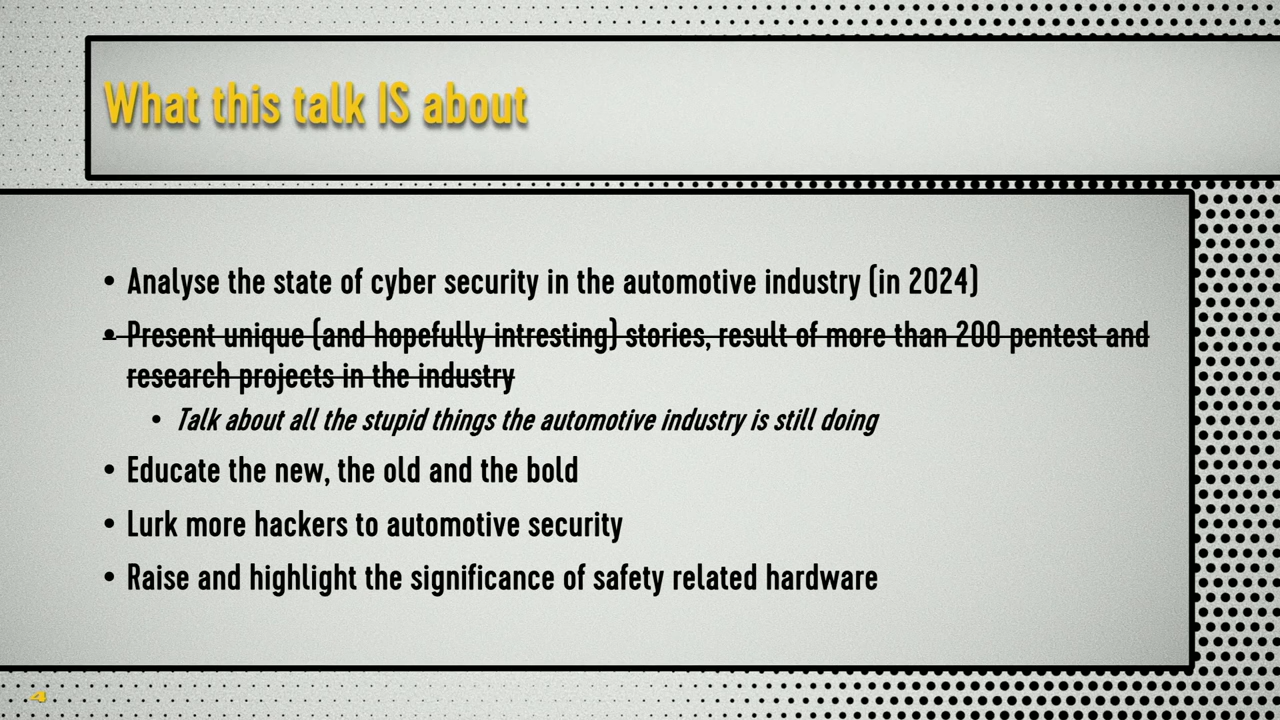 What this talk IS about
• Analyse the state of cyber security in the automotive industry (in 2024)
• Present unique (and hopefully intresting) stories, result of more than 200 pentest and
research projects in the industry
• Talk about all the stupid things the automotive industry is still doing
• Educate the new, the old and the bold
• Lurk more hackers to automotive security
• Raise and highlight the significance of safety related hardware
4